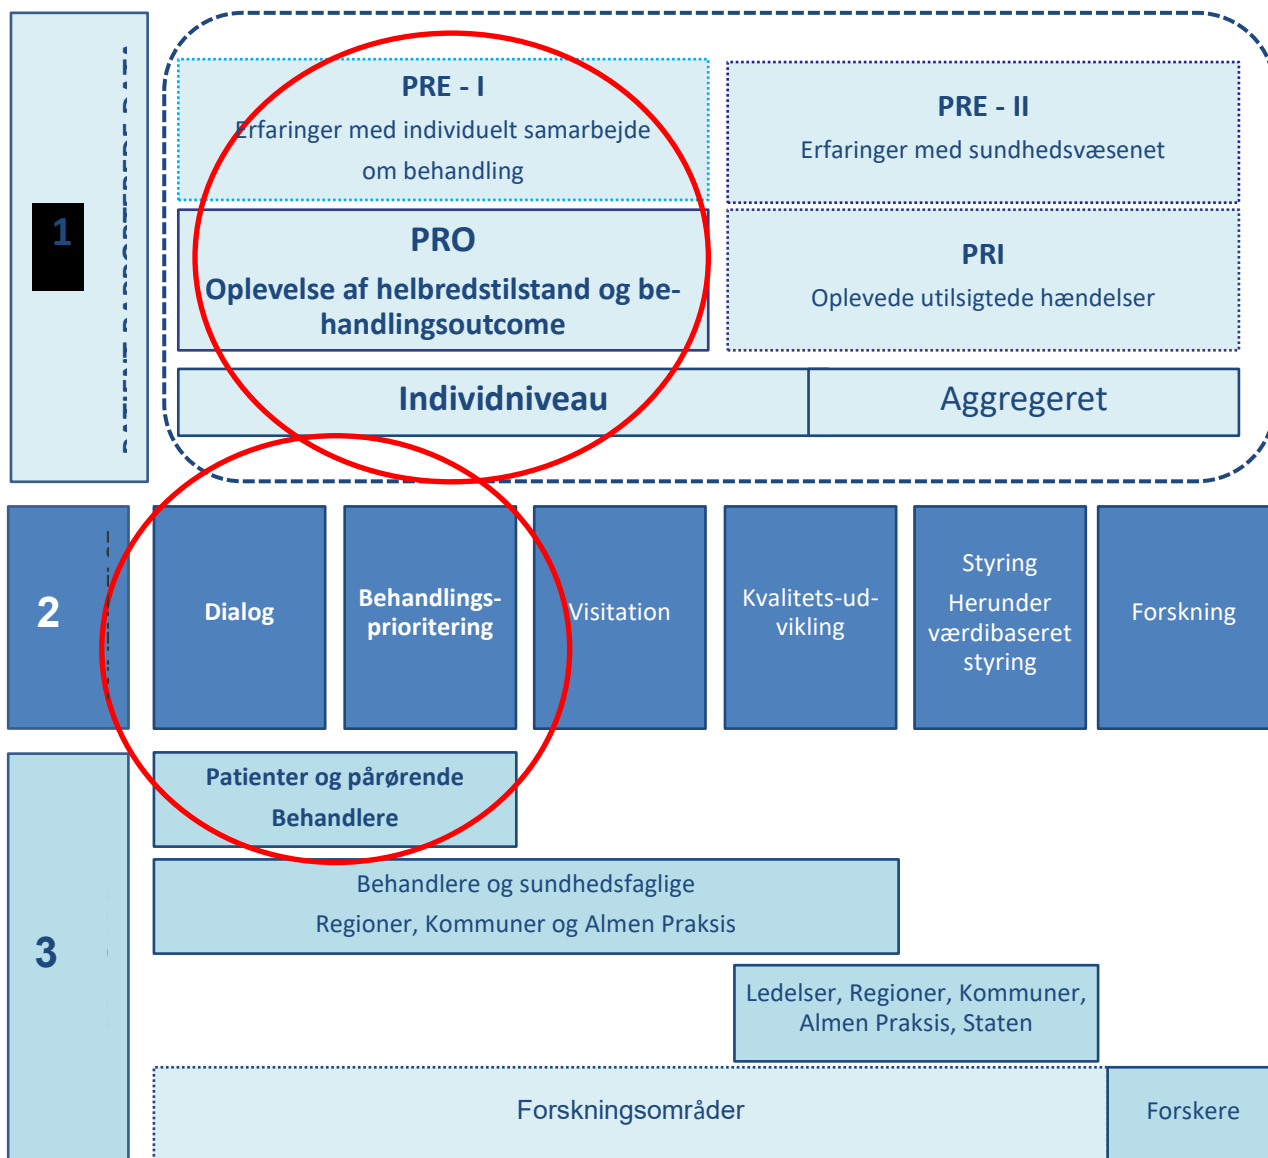 1
PRE - I
Erfaringer med individuelt samarbejde
om behandling
PRE - II
Erfaringer med sundhedsvæsenet
PRO
Oplevelse af helbredstilstand og be-
handlingsoutcome
PRI
Oplevede utilsigtede hændelser
Individniveau
Aggregeret
2
Dialog
Behandlings-
prioritering
Visitation
Kvalitets-ud-
vikling
Styring
Herunder
værdibaseret
styring
Forskning
3
Patienter og pårørende
Behandlere
Behandlere og sundhedsfaglige
Regioner, Kommuner og Almen Praksis
Ledelser, Regioner, Kommuner,
Almen Praksis, Staten
Forskningsområder
Forskere